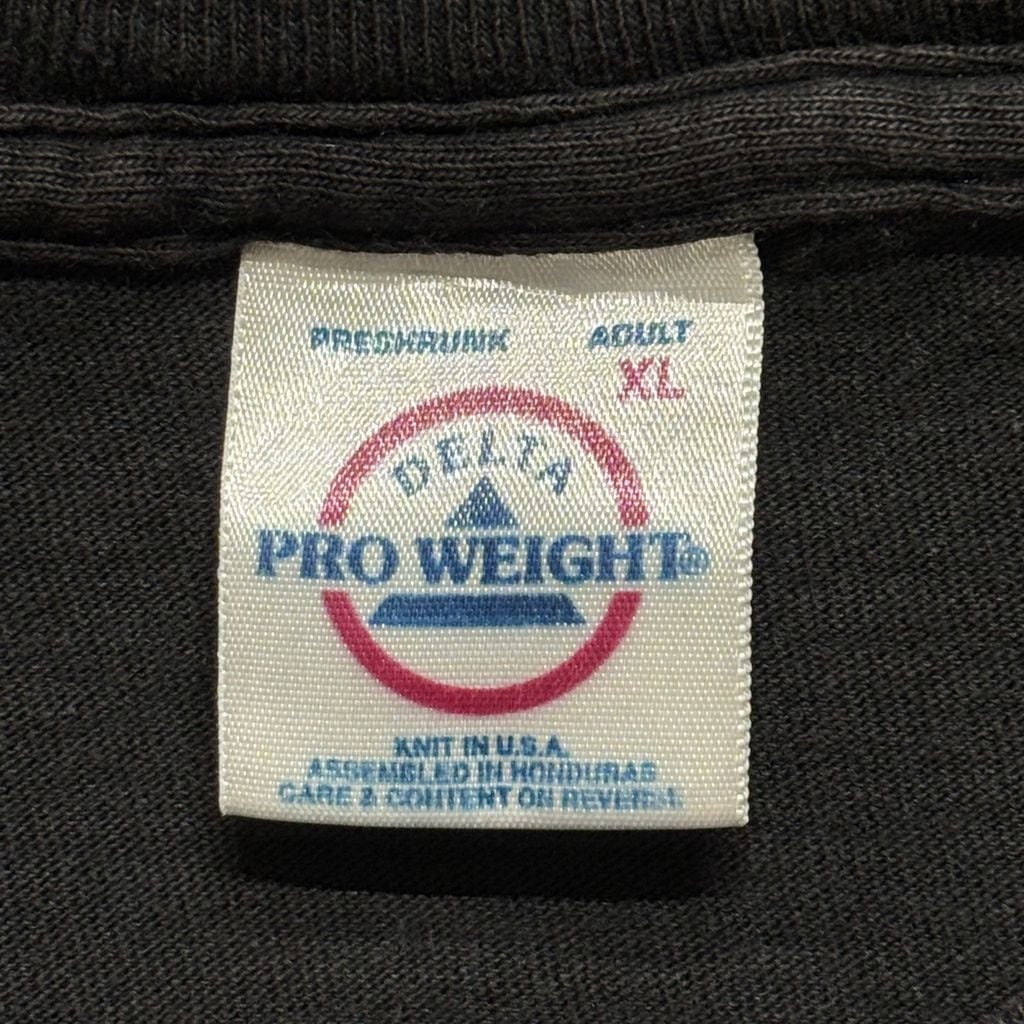 PRESHRUNK ADULT
XL
DELTA
PRO WEIGHT®
KNIT IN U.S.A.
ASSEMBLED IN HONDURAS
CARE & CONTENT ON REVERSE